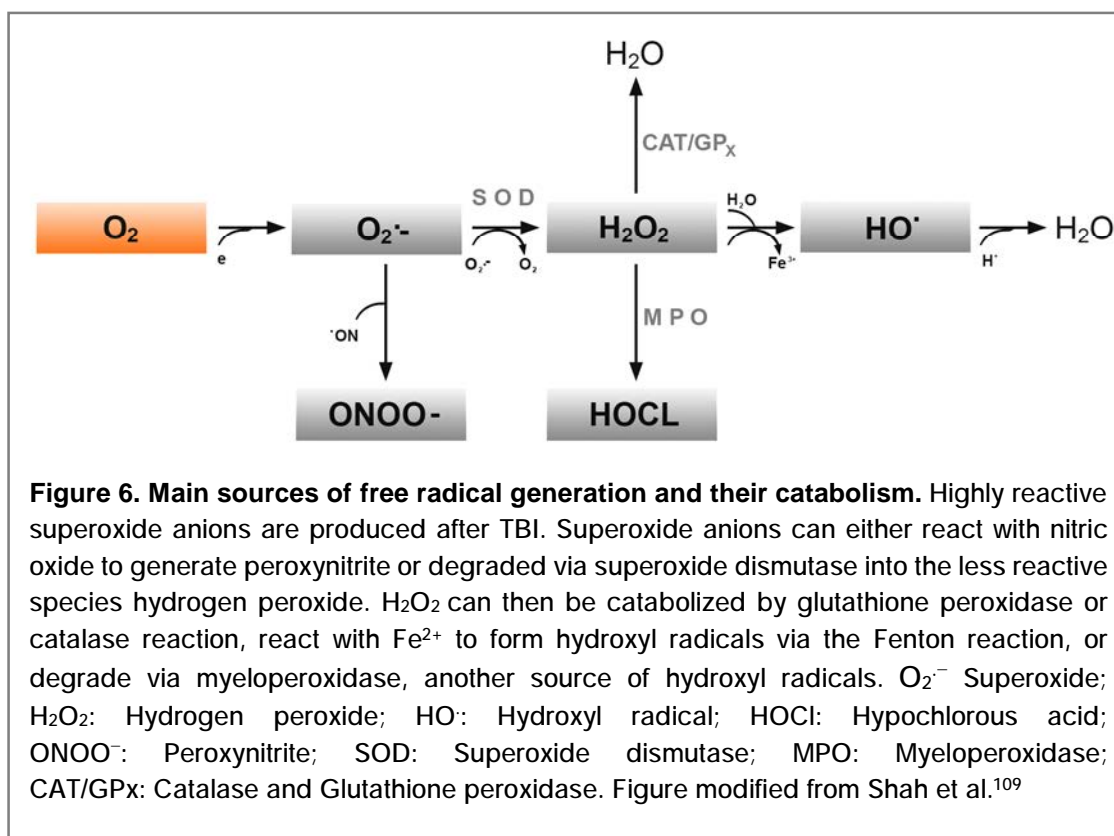 H₂O
CAT/GPₓ
O₂
e
O₂·-
SOD
O₂·-
O₂
H₂O₂
H₂O
Fe³⁺
HO·
H·
H₂O
·ON
MPO
ONOO-
HOCL
Figure 6. Main sources of free radical generation and their catabolism. Highly reactive
superoxide anions are produced after TBI. Superoxide anions can either react with nitric
oxide to generate peroxynitrite or degraded via superoxide dismutase into the less reactive
species hydrogen peroxide. H₂O₂ can then be catabolized by glutathione peroxidase or
catalase reaction, react with Fe²⁺ to form hydroxyl radicals via the Fenton reaction, or
degrade via myeloperoxidase, another source of hydroxyl radicals. O₂·⁻ Superoxide;
H₂O₂: Hydrogen peroxide; HO·: Hydroxyl radical; HOCl: Hypochlorous acid;
ONOO⁻: Peroxynitrite; SOD: Superoxide dismutase; MPO: Myeloperoxidase;
CAT/GPx: Catalase and Glutathione peroxidase. Figure modified from Shah et al.¹⁰⁹